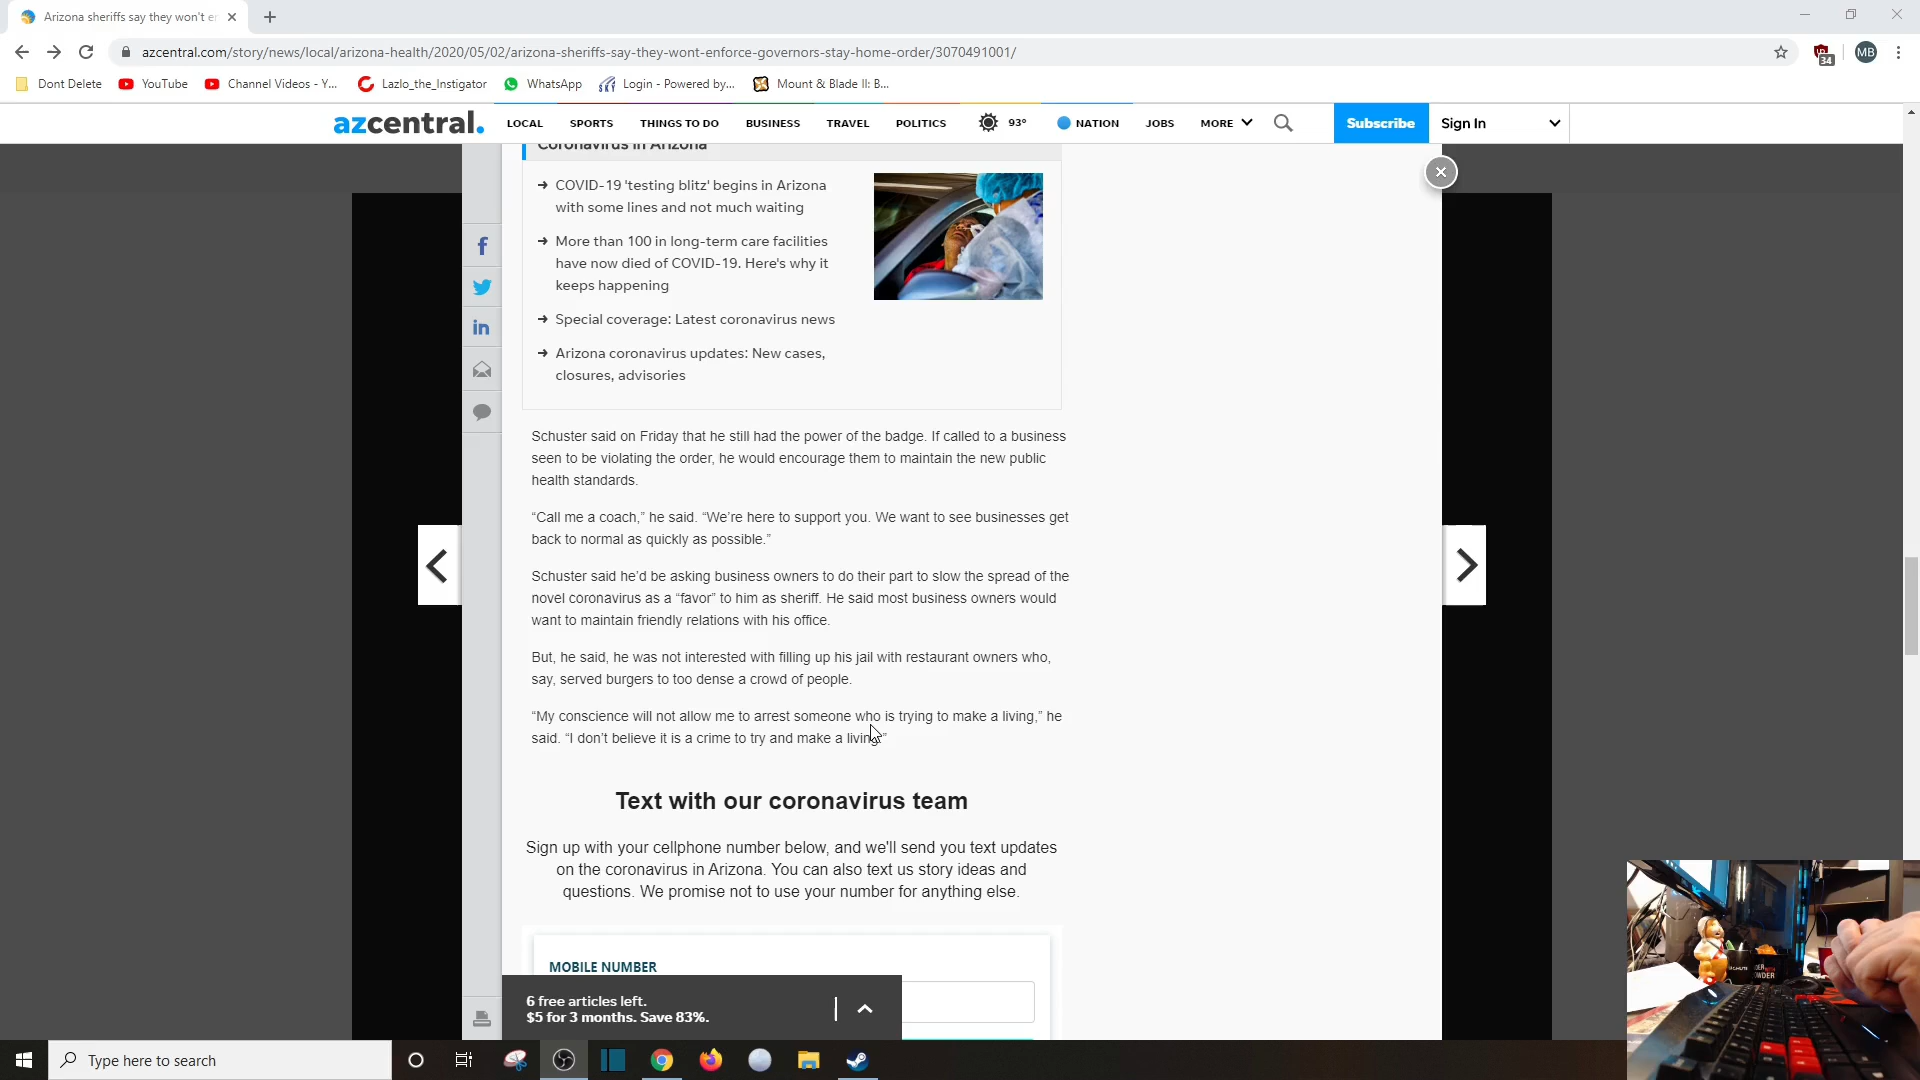 Arizona sheriffs say they won't en
azcentral.com/story/news/local/arizona-health/2020/05/02/arizona-sheriffs-say-they-wont-enforce-governors-stay-home-order/3070491001/
34
MB
Dont Delete
YouTube
Channel Videos - Y...
Lazlo_the_Instigator
WhatsApp
Login - Powered by...
Mount & Blade II: B...
azcentral.
LOCAL
SPORTS
THINGS TO DO
BUSINESS
TRAVEL
POLITICS
93°
NATION
JOBS
MORE
Subscribe
Sign In
Coronavirus in Arizona
COVID-19 'testing blitz' begins in Arizona
with some lines and not much waiting
More than 100 in long-term care facilities
have now died of COVID-19. Here's why it
keeps happening
Special coverage: Latest coronavirus news
Arizona coronavirus updates: New cases,
closures, advisories
Schuster said on Friday that he still had the power of the badge. If called to a business
seen to be violating the order, he would encourage them to maintain the new public
health standards.
“Call me a coach,” he said. “We’re here to support you. We want to see businesses get
back to normal as quickly as possible.”
Schuster said he’d be asking business owners to do their part to slow the spread of the
novel coronavirus as a “favor” to him as sheriff. He said most business owners would
want to maintain friendly relations with his office.
But, he said, he was not interested with filling up his jail with restaurant owners who,
say, served burgers to too dense a crowd of people.
“My conscience will not allow me to arrest someone who is trying to make a living,” he
said. “I don’t believe it is a crime to try and make a living.”
Text with our coronavirus team
Sign up with your cellphone number below, and we'll send you text updates
on the coronavirus in Arizona. You can also text us story ideas and
questions. We promise not to use your number for anything else.
MOBILE NUMBER
6 free articles left.
$5 for 3 months. Save 83%.
Type here to search